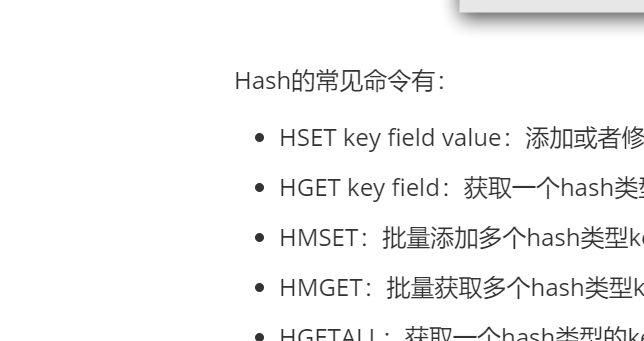 Hash的常见命令有：
HSET key field value：添加或者修
HGET key field：获取一个hash类型
HMSET：批量添加多个hash类型k
HMGET：批量获取多个hash类型k
HGETALL：获取一个hash类型的ke